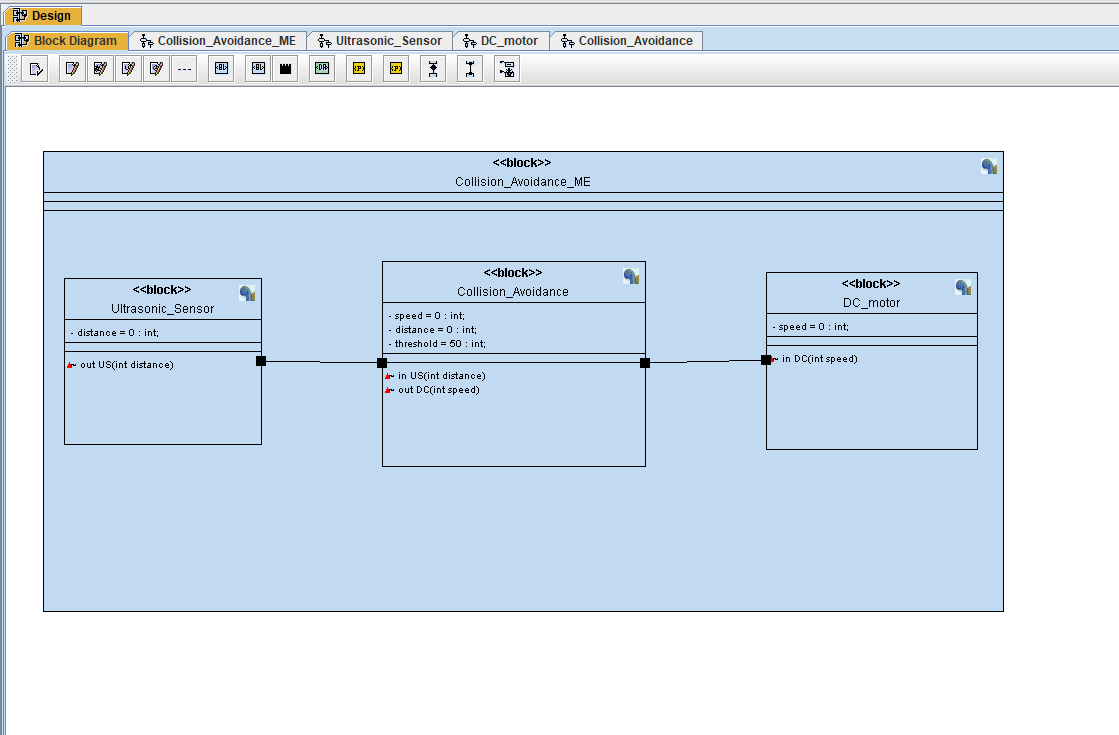 Design
Block Diagram
Collision_Avoidance_ME
Ultrasonic_Sensor
DC_motor
Collision_Avoidance
<<block>>
Collision_Avoidance_ME
<<block>>
Ultrasonic_Sensor
- distance = 0 : int;
out US(int distance)
<<block>>
Collision_Avoidance
- speed = 0 : int;
- distance = 0 : int;
- threshold = 50 : int;
in US(int distance)
out DC(int speed)
<<block>>
DC_motor
- speed = 0 : int;
in DC(int speed)